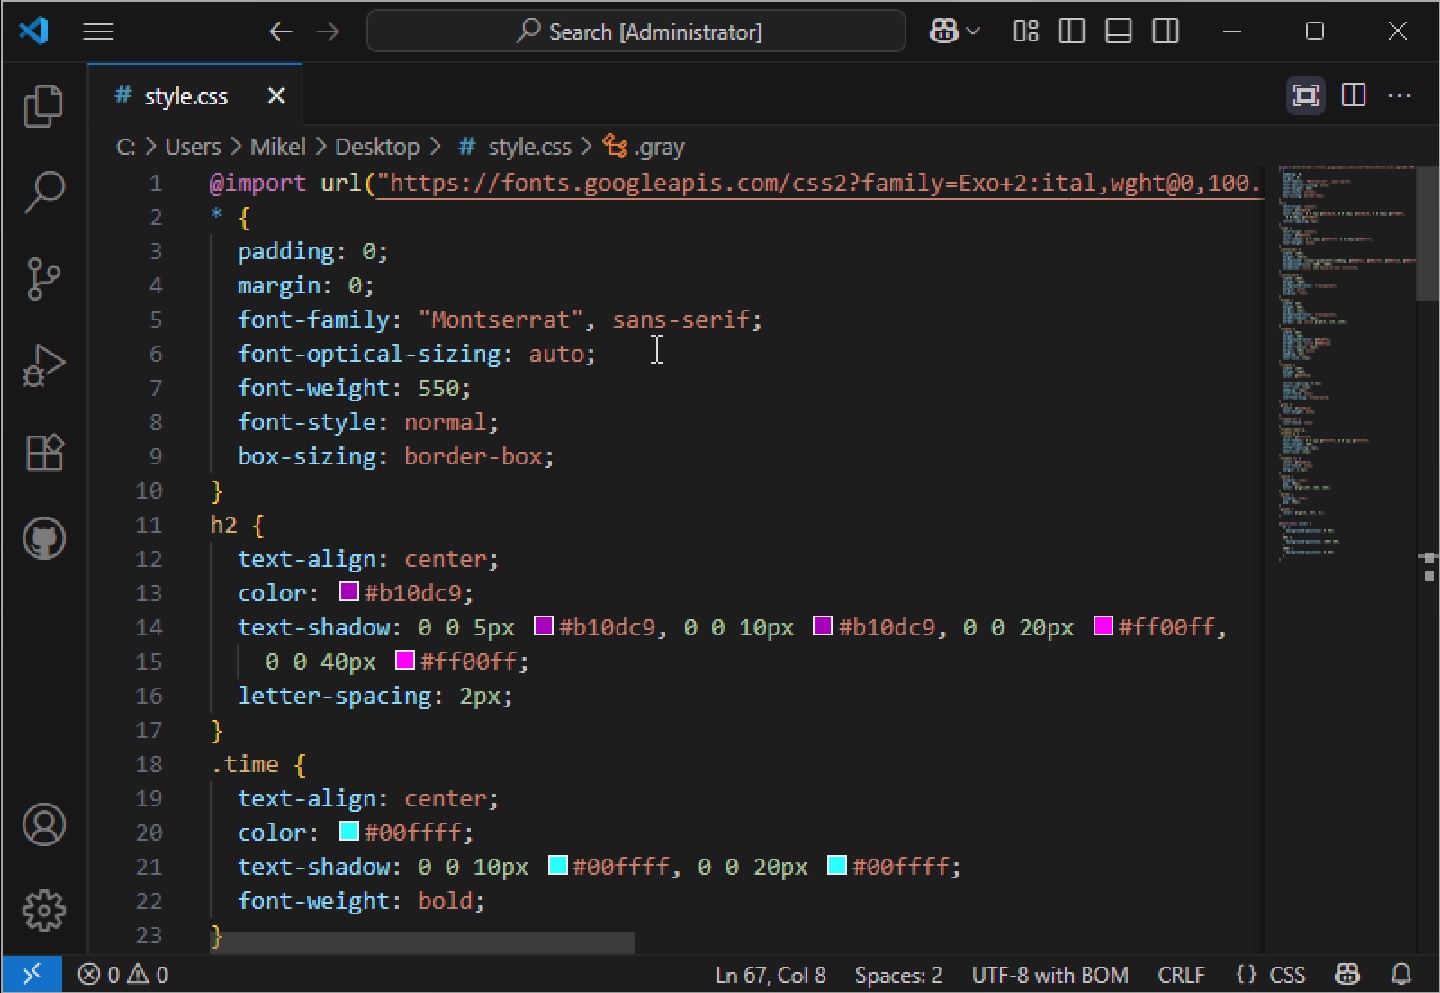 Search [Administrator]
# style.css
C: > Users > Mikel > Desktop > # style.css > .gray
1 @import url("https://fonts.googleapis.com/css2?family=Exo+2:ital,wght@0,100.
2 * {
3 padding: 0;
4 margin: 0;
5 font-family: "Montserrat", sans-serif;
6 font-optical-sizing: auto;
7 font-weight: 550;
8 font-style: normal;
9 box-sizing: border-box;
10 }
11 h2 {
12 text-align: center;
13 color: #b10dc9;
14 text-shadow: 0 0 5px #b10dc9, 0 0 10px #b10dc9, 0 0 20px #ff00ff,
15 0 0 40px #ff00ff;
16 letter-spacing: 2px;
17 }
18 .time {
19 text-align: center;
20 color: #00ffff;
21 text-shadow: 0 0 10px #00ffff, 0 0 20px #00ffff;
22 font-weight: bold;
23 }
0 0 Ln 67, Col 8 Spaces: 2 UTF-8 with BOM CRLF {} CSS